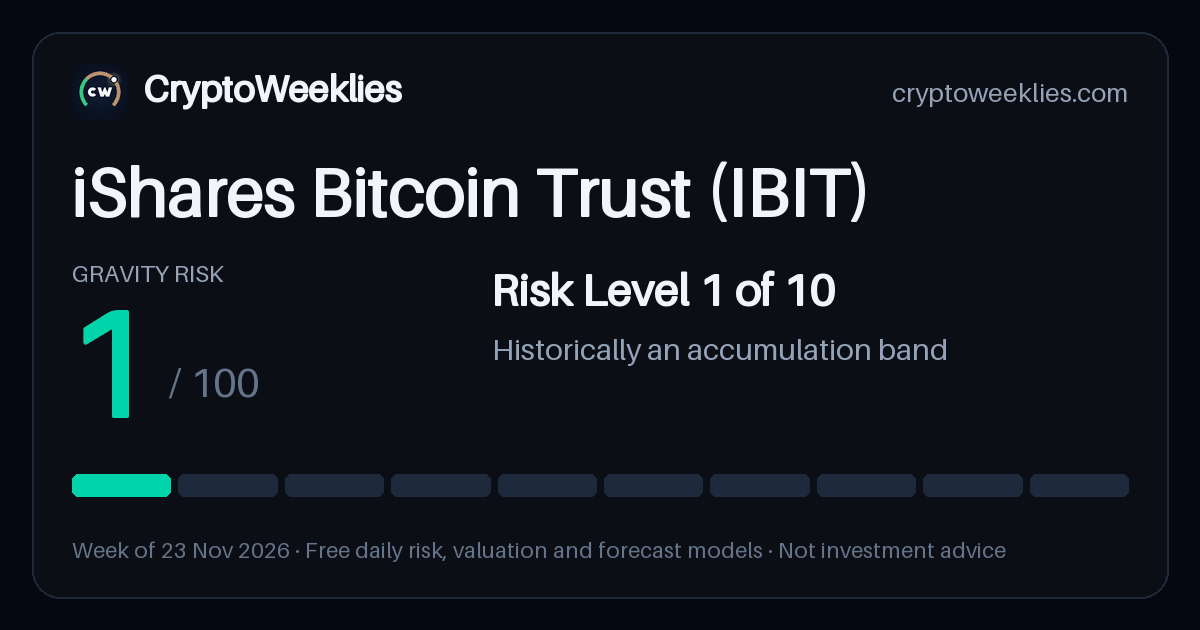 CW CryptoWeeklies
cryptoweeklies.com
iShares Bitcoin Trust (IBIT)
GRAVITY RISK
1 / 100
Risk Level 1 of 10
Historically an accumulation band
Week of 23 Nov 2026 · Free daily risk, valuation and forecast models · Not investment advice